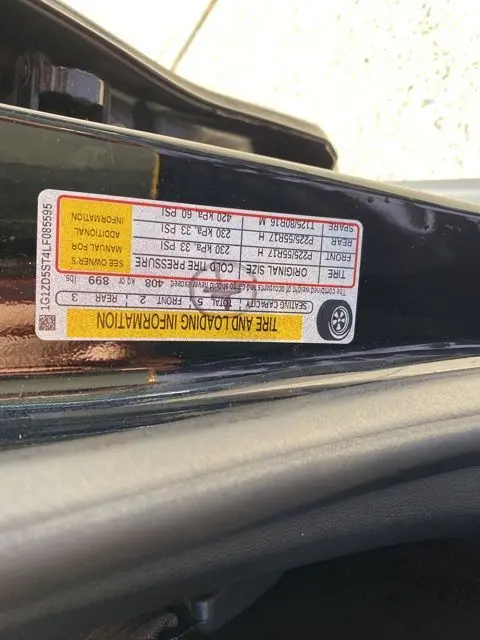 TIRE AND LOADING INFORMATION
SEATING CAPACITY TOTAL 5 FRONT 2 REAR 3
The combined weight of occupants and cargo should never exceed 408 kg or 899 lbs
TIRE ORIGINAL SIZE COLD TIRE PRESSURE
FRONT P225/55R17 H 230 kPa, 33 PSI
REAR P225/55R17 H 230 kPa, 33 PSI
SPARE T125/80R16 M 420 kPa, 60 PSI
SEE OWNER'S
MANUAL FOR
ADDITIONAL
INFORMATION
1G1ZD5ST4LF085595